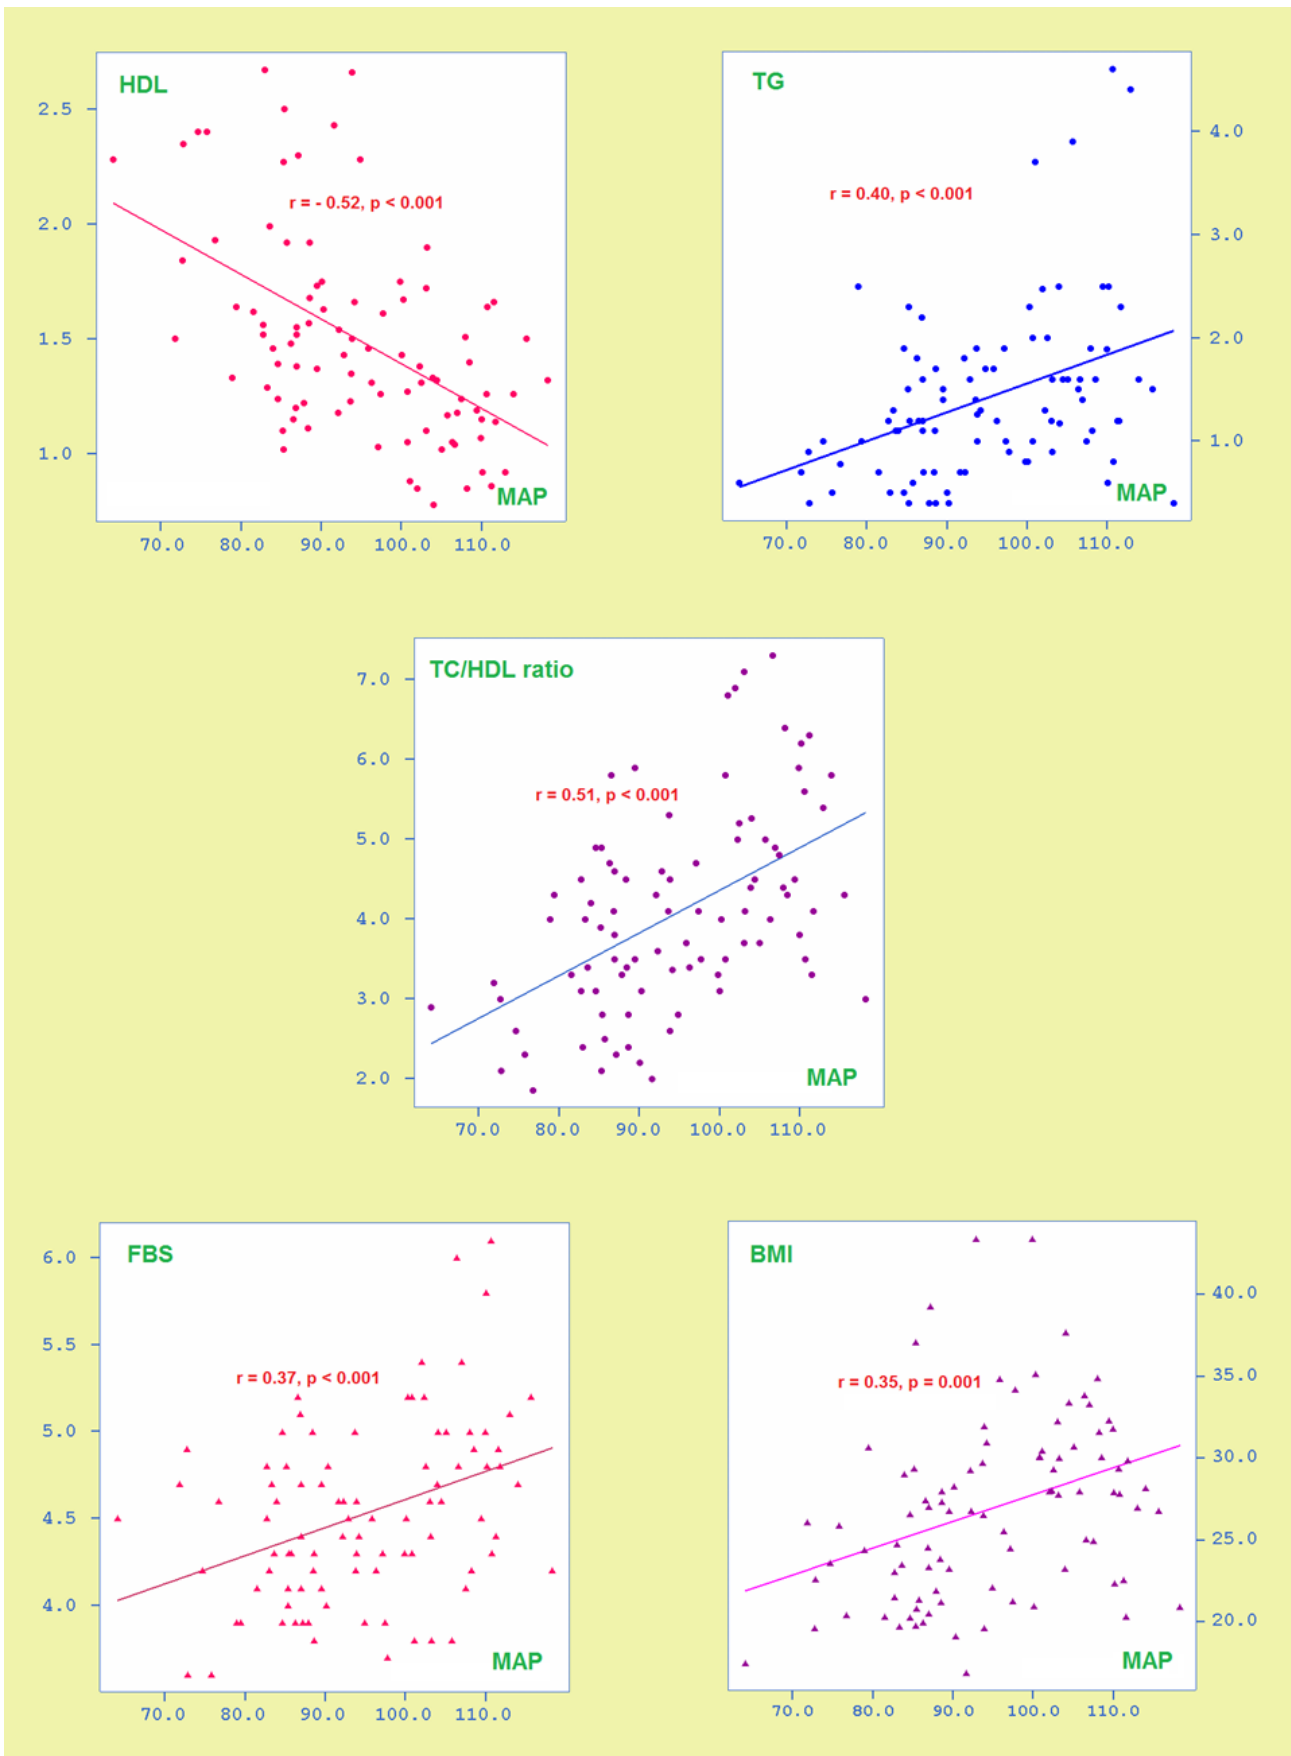 HDL
2.5
2.0
1.5
1.0
r = - 0.52, p < 0.001
MAP
70.0 80.0 90.0 100.0 110.0
TG
4.0
3.0
2.0
1.0
r = 0.40, p < 0.001
MAP
70.0 80.0 90.0 100.0 110.0
TC/HDL ratio
7.0
6.0
5.0
4.0
3.0
2.0
r = 0.51, p < 0.001
MAP
70.0 80.0 90.0 100.0 110.0
FBS
6.0
5.5
5.0
4.5
4.0
r = 0.37, p < 0.001
MAP
70.0 80.0 90.0 100.0 110.0
BMI
40.0
35.0
30.0
25.0
20.0
r = 0.35, p = 0.001
MAP
70.0 80.0 90.0 100.0 110.0